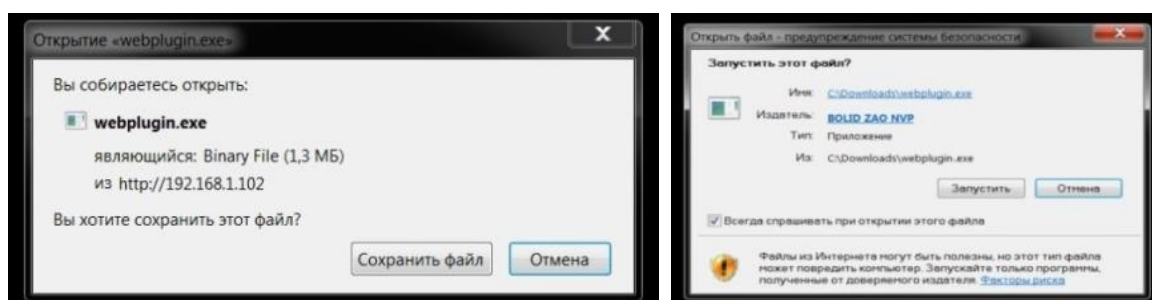 Открытие «webplugin.exe»
Вы собираетесь открыть:
webplugin.exe
являющийся: Binary File (1,3 МБ)
из http://192.168.1.102
Вы хотите сохранить этот файл?
Сохранить файл
Отмена
Открыть файл - предупреждение системы безопасности
Запустить этот файл?
Имя: C:\Downloads\webplugin.exe
Издатель: BOLID ZAO NVP
Тип: Приложение
Из: C:\Downloads\webplugin.exe
Запустить
Отмена
Всегда спрашивать при открытии этого файла
Файлы из Интернета могут быть полезны, но этот тип файла
может повредить компьютер. Запускайте только программы,
полученные от доверяемого издателя. Факторы риска